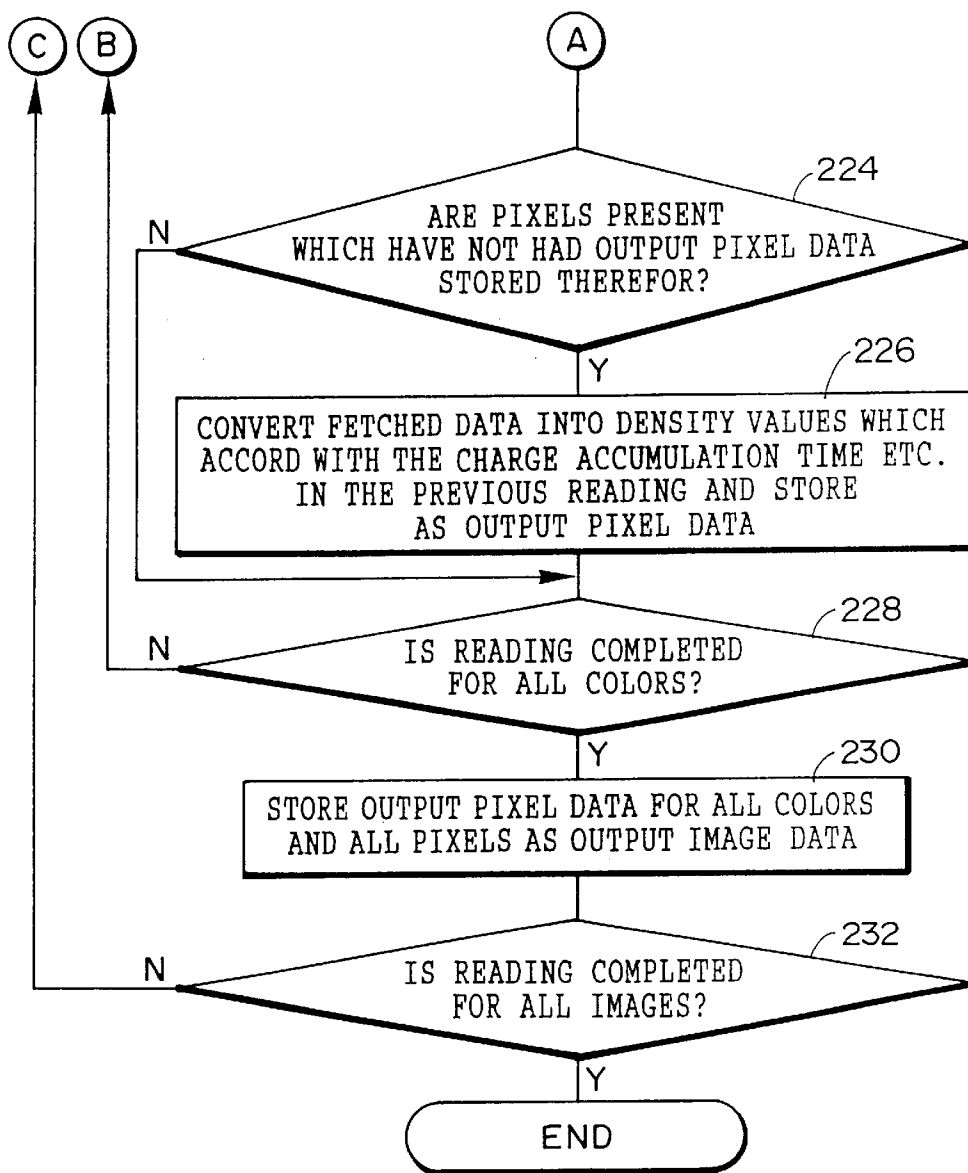 C
B
A
224
ARE PIXELS PRESENT
N
WHICH HAVE NOT HAD OUTPUT PIXEL DATA
STORED THEREFOR?
Y
226
CONVERT FETCHED DATA INTO DENSITY VALUES WHICH
ACCORD WITH THE CHARGE ACCUMULATION TIME ETC.
IN THE PREVIOUS READING AND STORE
AS OUTPUT PIXEL DATA
228
N
IS READING COMPLETED
FOR ALL COLORS?
Y
230
STORE OUTPUT PIXEL DATA FOR ALL COLORS
AND ALL PIXELS AS OUTPUT IMAGE DATA
232
N
IS READING COMPLETED
FOR ALL IMAGES?
Y
END